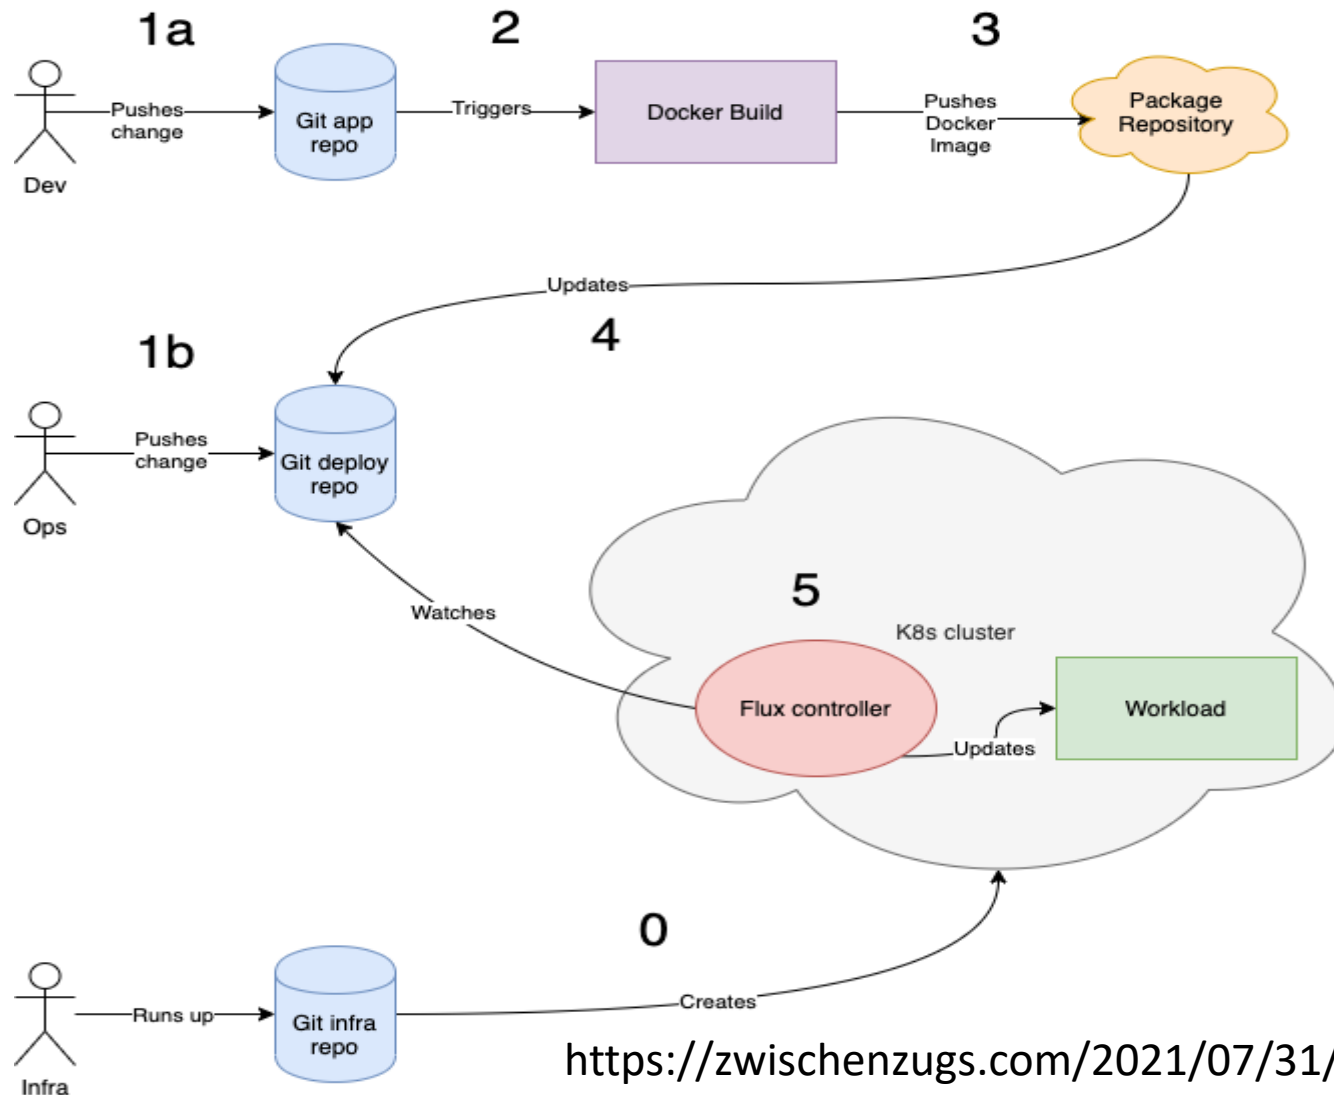 1a
2
3
Pushes
change
Git app
repo
Triggers
Docker Build
Pushes
Docker
Image
Package
Repository
Dev
Updates
4
1b
Pushes
change
Git deploy
repo
Ops
Watches
5
K8s cluster
Flux controller
Workload
Updates
0
Runs up
Git infra
repo
Creates
Infra
https://zwischenzugs.com/2021/07/31/